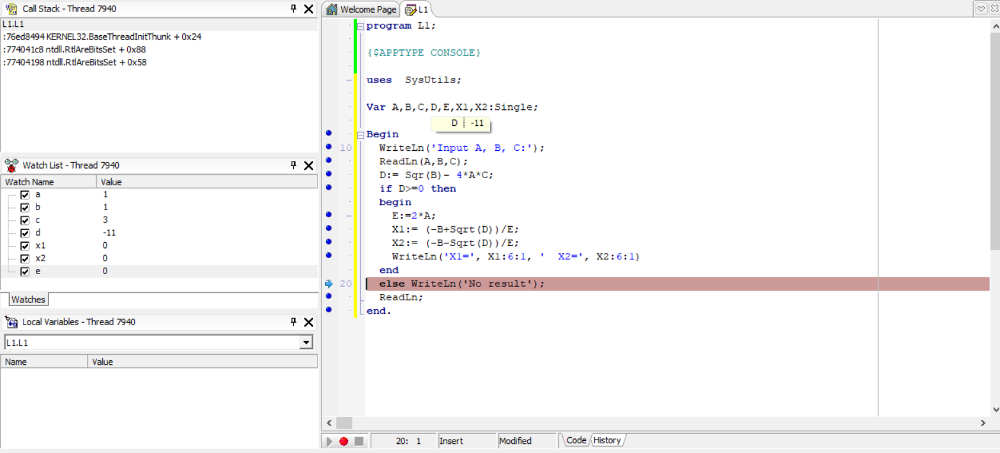 Call Stack - Thread 7940
L1.L1
:76ed8494 KERNEL32.BaseThreadInitThunk + 0x24
:774041c8 ntdll.RtlAreBitsSet + 0x88
:77404198 ntdll.RtlAreBitsSet + 0x58
Watch List - Thread 7940
Watch Name Value
a 1
b 1
c 3
d -11
x1 0
x2 0
e 0
Watches
Local Variables - Thread 7940
L1.L1
Name Value
Welcome Page L1
program L1;
{$APPTYPE CONSOLE}
uses  SysUtils;
Var A,B,C,D,E,X1,X2:Single;
D -11
Begin
10 WriteLn('Input A, B, C:');
ReadLn(A,B,C);
D:= Sqr(B)- 4*A*C;
if D>=0 then
begin
E:=2*A;
X1:= (-B+Sqrt(D))/E;
X2:= (-B-Sqrt(D))/E;
WriteLn('X1=', X1:6:1, '  X2=', X2:6:1)
end
20 else WriteLn('No result');
ReadLn;
end.
20: 1 Insert Modified Code History